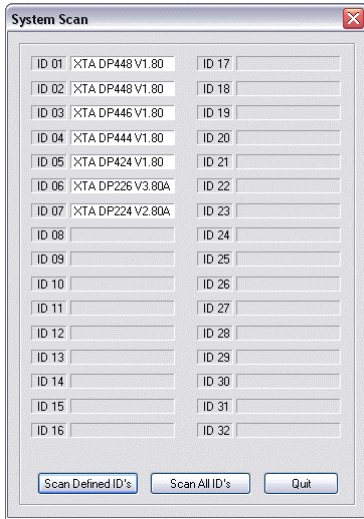 System Scan
ID 01 XTA DP448 V1.80
ID 02 XTA DP448 V1.80
ID 03 XTA DP446 V1.80
ID 04 XTA DP444 V1.80
ID 05 XTA DP424 V1.80
ID 06 XTA DP226 V3.80A
ID 07 XTA DP224 V2.80A
ID 08
ID 09
ID 10
ID 11
ID 12
ID 13
ID 14
ID 15
ID 16
ID 17
ID 18
ID 19
ID 20
ID 21
ID 22
ID 23
ID 24
ID 25
ID 26
ID 27
ID 28
ID 29
ID 30
ID 31
ID 32
Scan Defined ID's Scan All ID's Quit